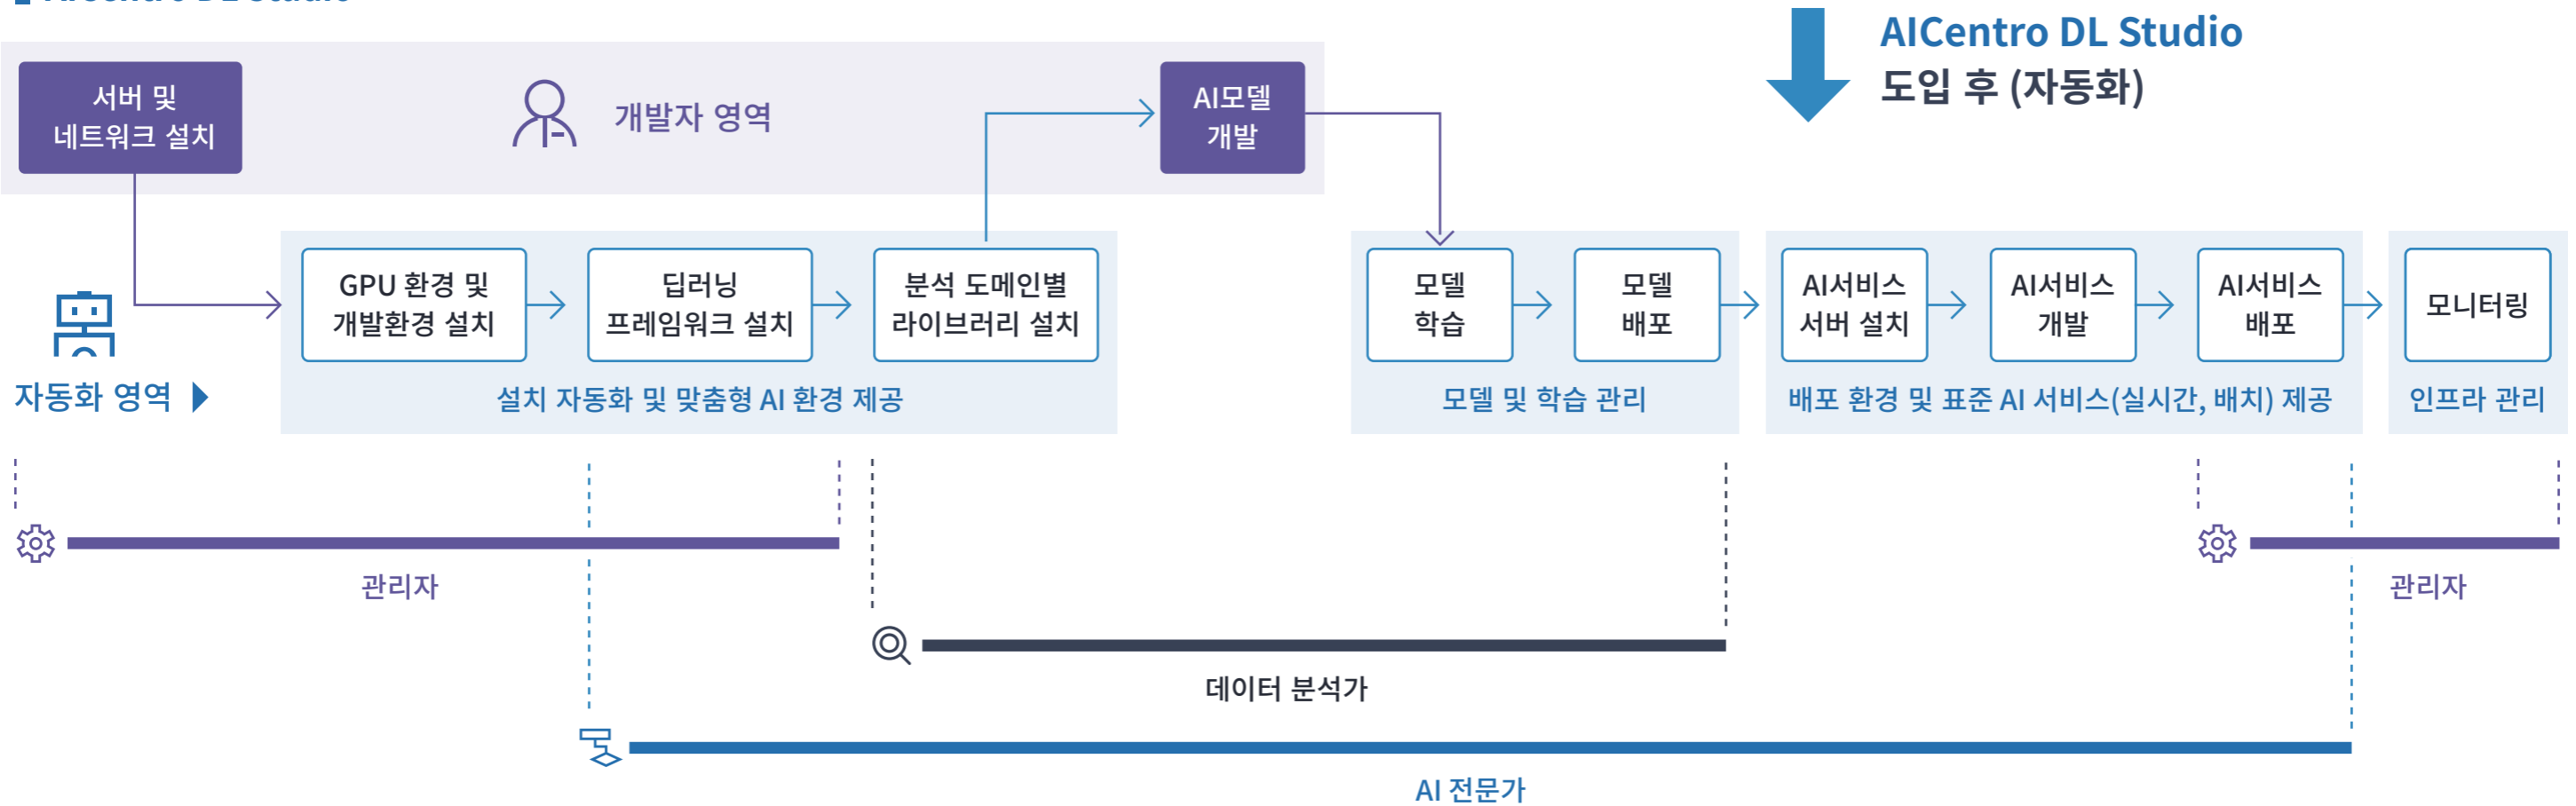 AICentro DL Studio
AICentro DL Studio
도입 후 (자동화)
서버 및
네트워크 설치
개발자 영역
AI모델
개발
GPU 환경 및
개발환경 설치
딥러닝
프레임워크 설치
분석 도메인별
라이브러리 설치
모델
학습
모델
배포
AI서비스
서버 설치
AI서비스
개발
AI서비스
배포
모니터링
자동화 영역
설치 자동화 및 맞춤형 AI 환경 제공
모델 및 학습 관리
배포 환경 및 표준 AI 서비스(실시간, 배치) 제공
인프라 관리
관리자
관리자
데이터 분석가
AI 전문가